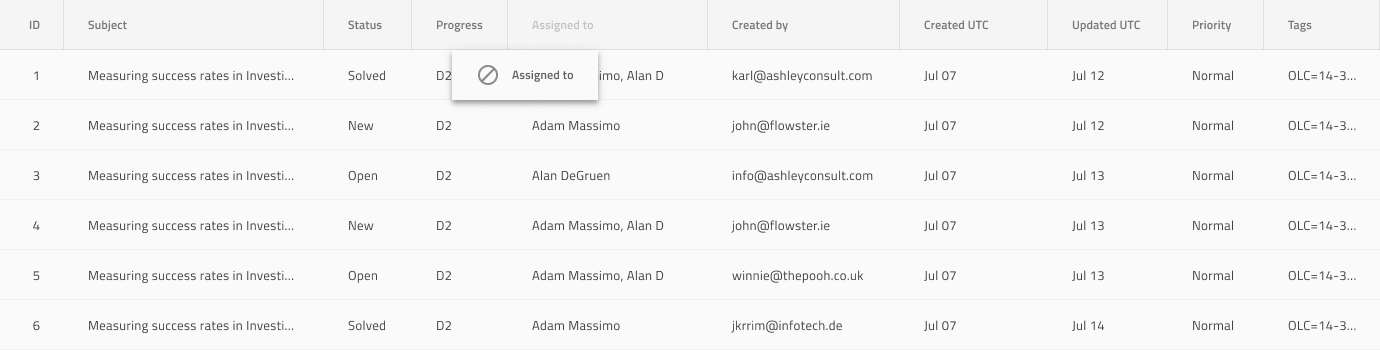 ID Subject Status Progress Assigned to Created by Created UTC Updated UTC Priority Tags
1 Measuring success rates in Investi... Solved D2 Assigned to imo, Alan D karl@ashleyconsult.com Jul 07 Jul 12 Normal OLC=14-3...
2 Measuring success rates in Investi... New D2 Adam Massimo john@flowster.ie Jul 07 Jul 12 Normal OLC=14-3...
3 Measuring success rates in Investi... Open D2 Alan DeGruen info@ashleyconsult.com Jul 07 Jul 13 Normal OLC=14-3...
4 Measuring success rates in Investi... New D2 Adam Massimo, Alan D john@flowster.ie Jul 07 Jul 13 Normal OLC=14-3...
5 Measuring success rates in Investi... Open D2 Adam Massimo, Alan D winnie@thepooh.co.uk Jul 07 Jul 13 Normal OLC=14-3...
6 Measuring success rates in Investi... Solved D2 Adam Massimo jkrrim@infotech.de Jul 07 Jul 14 Normal OLC=14-3...